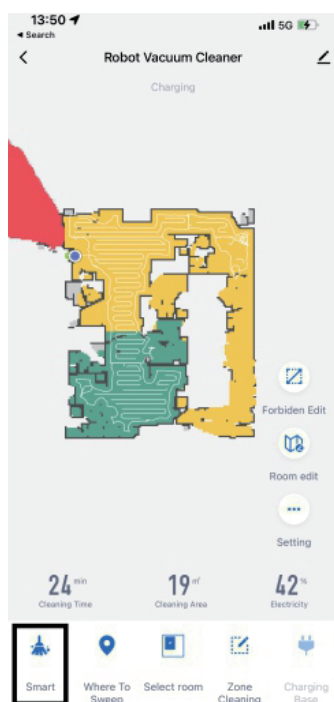 13:50
5G
◄ Search
Robot Vacuum Cleaner
Charging
Forbiden Edit
Room edit
Setting
24 min
19 m²
42 %
Cleaning Time
Cleaning Area
Electricity
Smart
Where To
Sweep
Select room
Zone
Cleaning
Charging
Base